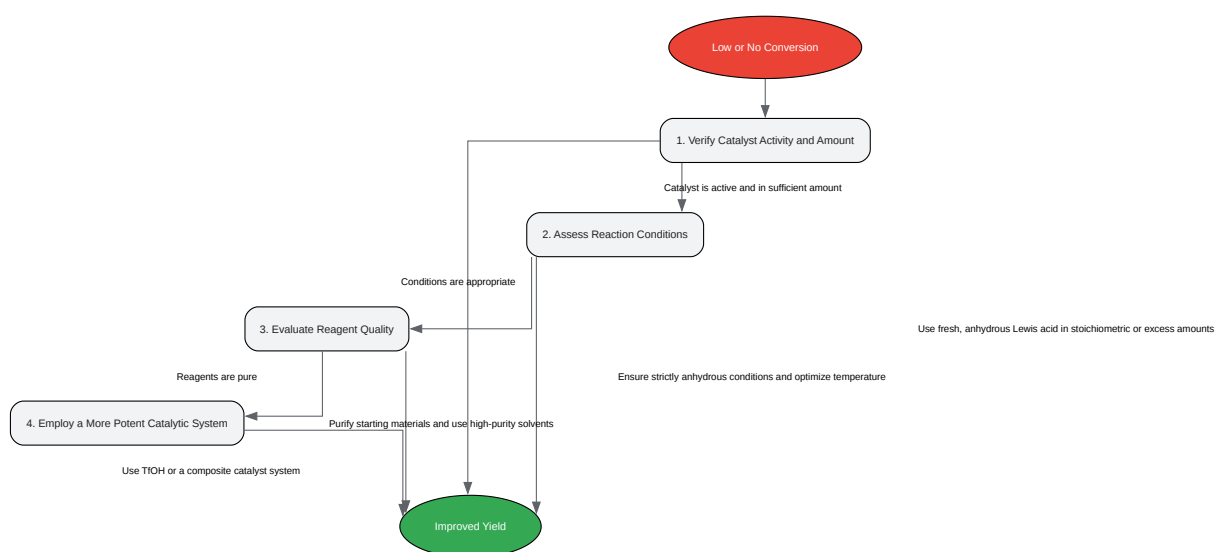 Low or No Conversion
1. Verify Catalyst Activity and Amount
Catalyst is active and in sufficient amount
2. Assess Reaction Conditions
Conditions are appropriate
3. Evaluate Reagent Quality
Use fresh, anhydrous Lewis acid in stoichiometric or excess amounts
Reagents are pure
Ensure strictly anhydrous conditions and optimize temperature
4. Employ a More Potent Catalytic System
Purify starting materials and use high-purity solvents
Use TfOH or a composite catalyst system
Improved Yield